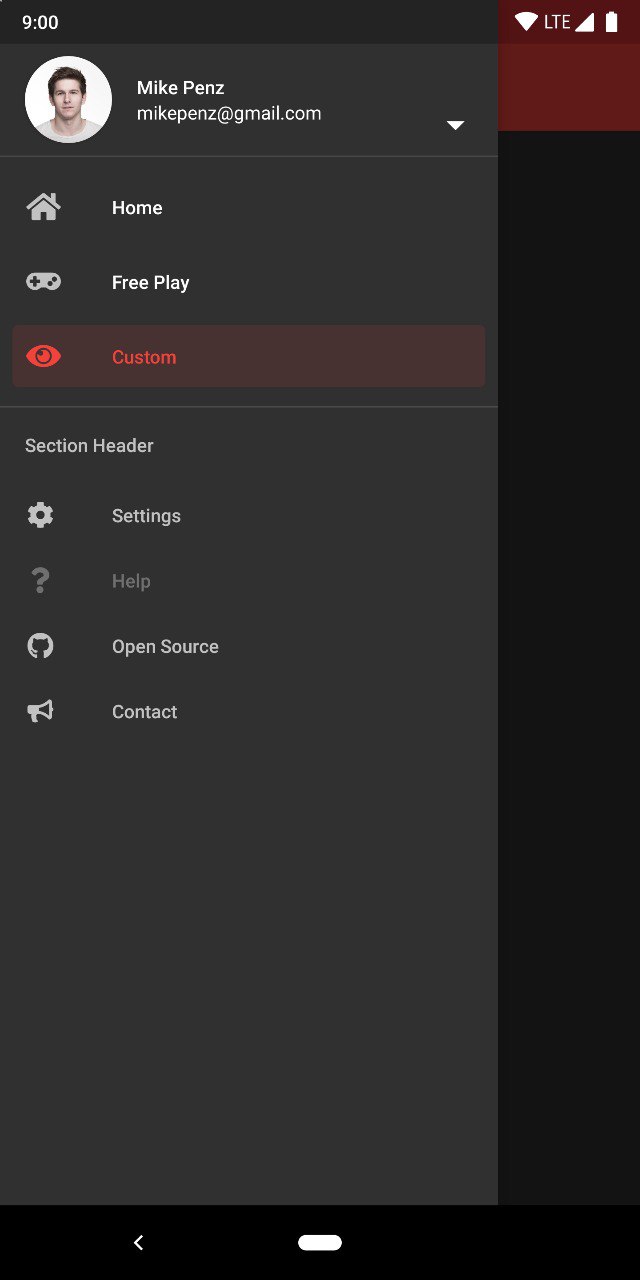 9:00
LTE
Mike Penz
mikepenz@gmail.com
Home
Free Play
Custom
Section Header
Settings
Help
Open Source
Contact